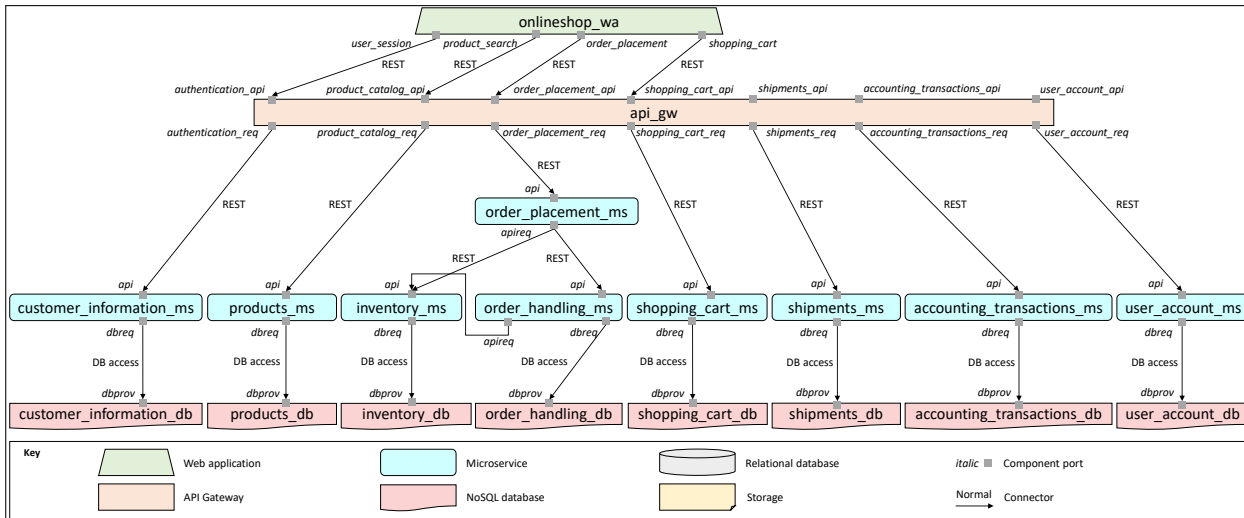 onlineshop_wa
user_session product_search order_placement shopping_cart
REST REST REST REST
authentication_api product_catalog_api order_placement_api shopping_cart_api shipments_api accounting_transactions_api user_account_api
api_gw
authentication_req product_catalog_req order_placement_req shopping_cart_req shipments_req accounting_transactions_req user_account_req
REST
api
REST REST REST REST REST REST
order_placement_ms
apireq
REST REST
api api api api api api api api
customer_information_ms products_ms inventory_ms order_handling_ms shopping_cart_ms shipments_ms accounting_transactions_ms user_account_ms
dbreq dbreq dbreq apireq dbreq dbreq dbreq dbreq dbreq
DB access DB access DB access DB access DB access DB access DB access DB access
dbprov dbprov dbprov dbprov dbprov dbprov dbprov dbprov
customer_information_db products_db inventory_db order_handling_db shopping_cart_db shipments_db accounting_transactions_db user_account_db
Key
Web application Microservice Relational database italic Component port
API Gateway NoSQL database Storage Normal Connector